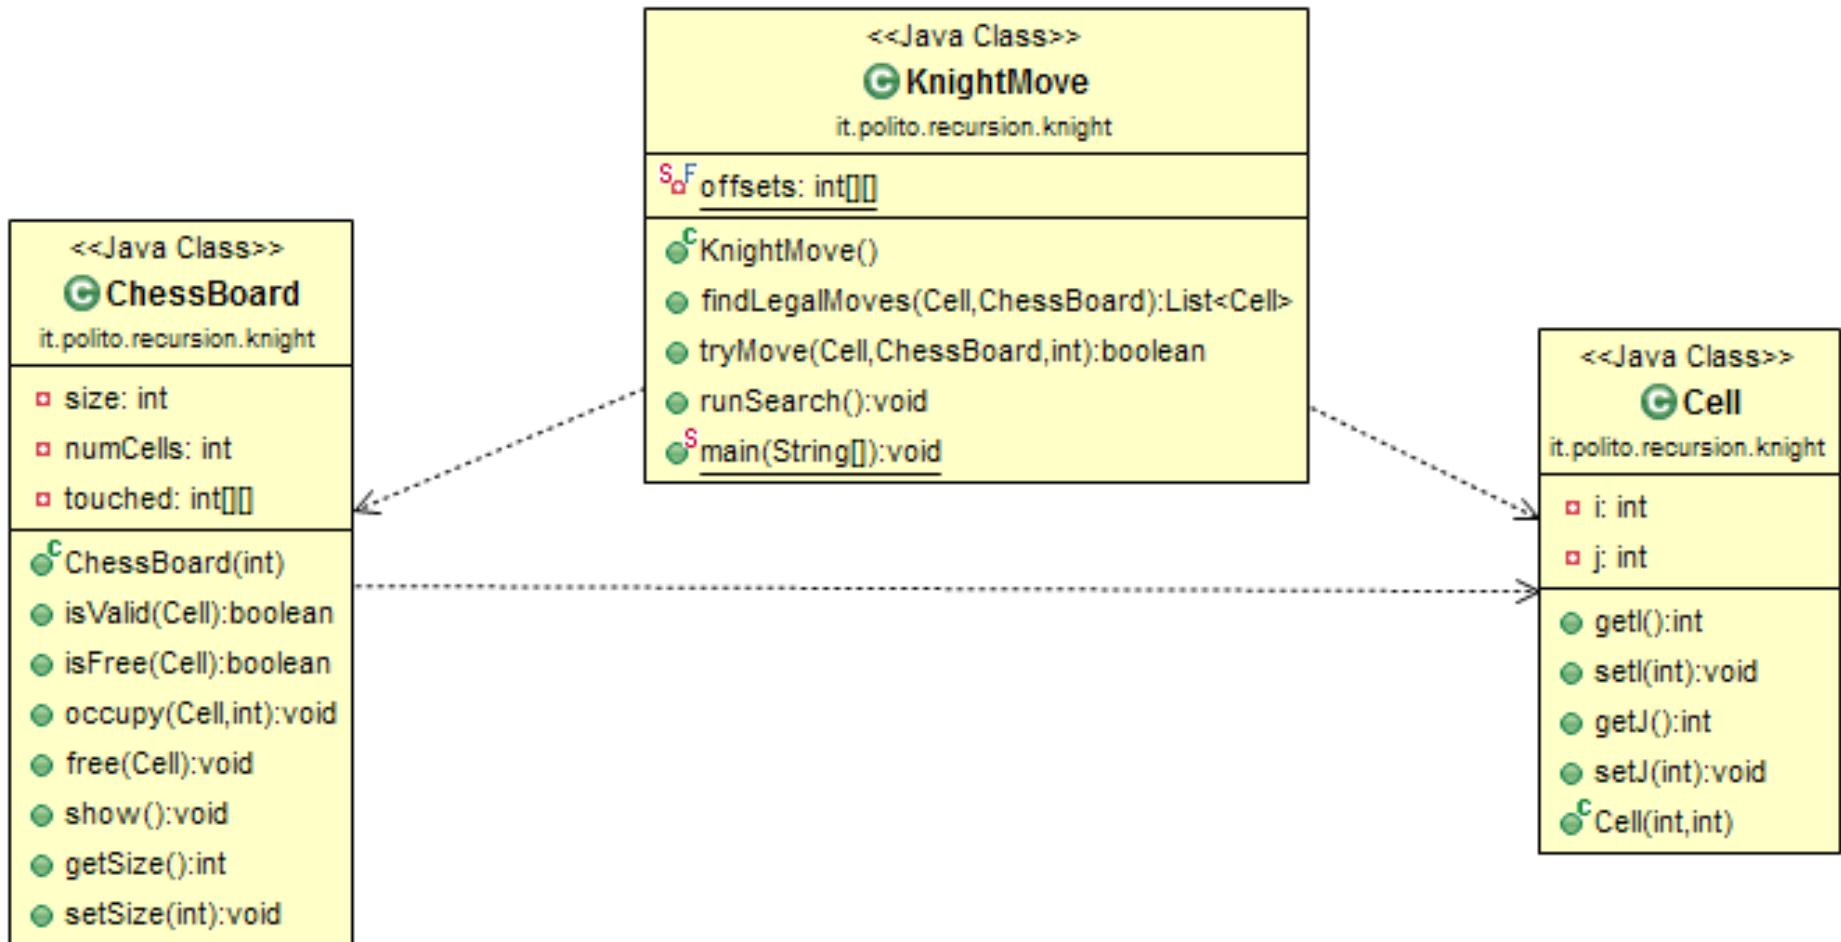 <<Java Class>>
KnightMove
it.polito.recursion.knight
offsets: int[][]
KnightMove()
findLegalMoves(Cell,ChessBoard):List<Cell>
tryMove(Cell,ChessBoard,int):boolean
runSearch():void
main(String[]):void
<<Java Class>>
ChessBoard
it.polito.recursion.knight
size: int
numCells: int
touched: int[][]
ChessBoard(int)
isValid(Cell):boolean
isFree(Cell):boolean
occupy(Cell,int):void
free(Cell):void
show():void
getSize():int
setSize(int):void
<<Java Class>>
Cell
it.polito.recursion.knight
i: int
j: int
getI():int
setI(int):void
getJ():int
setJ(int):void
Cell(int,int)